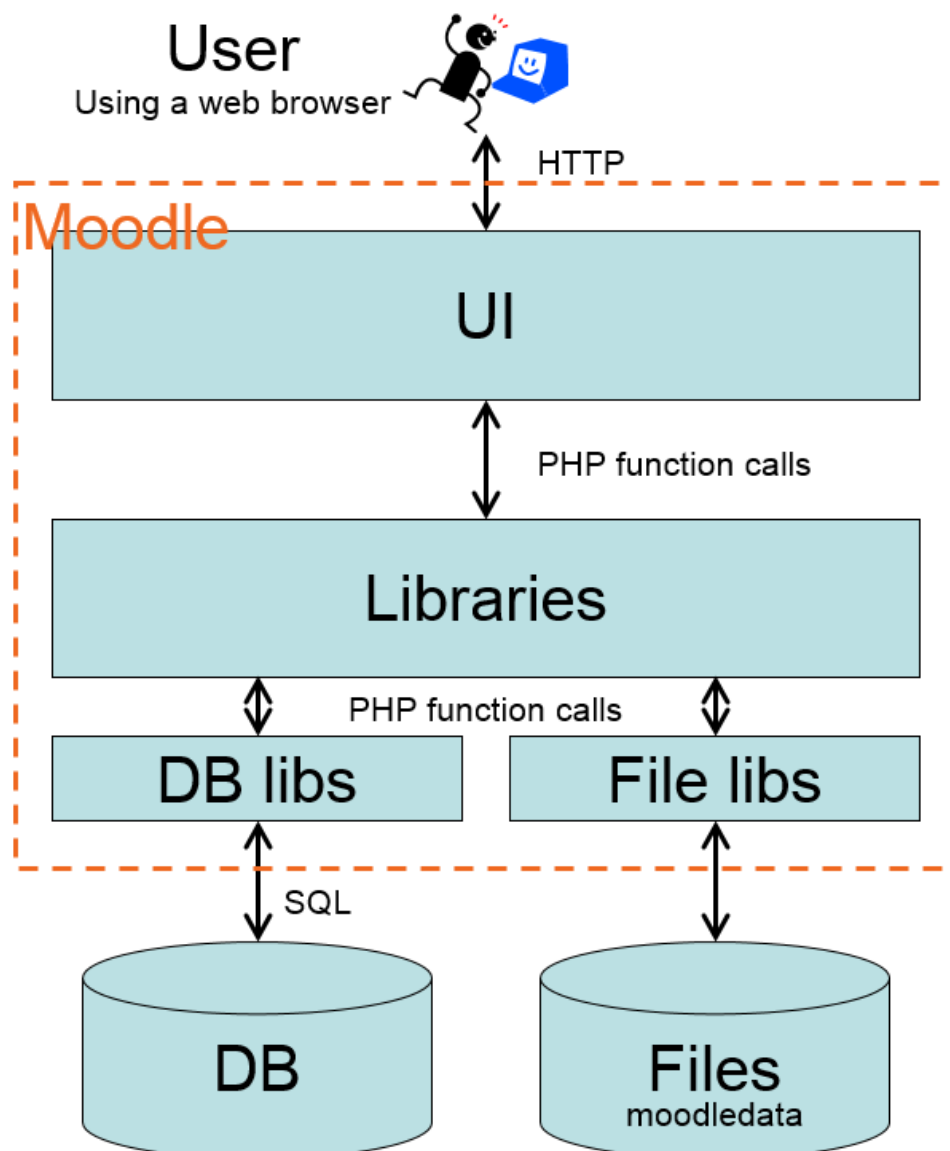 User
Using a web browser
HTTP
Moodle
UI
PHP function calls
Libraries
PHP function calls
DB libs
File libs
SQL
DB
Files
moodledata